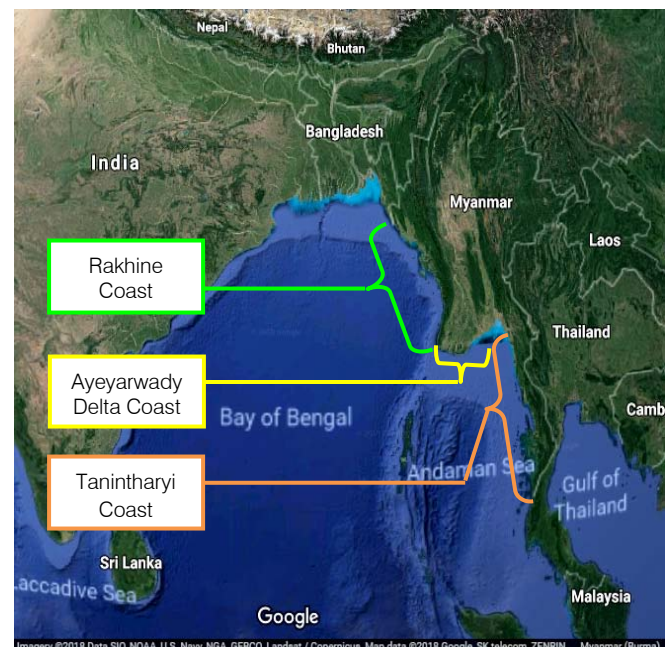 Nepal
Bhutan
Bangladesh
India
Myanmar
Laos
Rakhine
Coast
Thailand
Ayeyarwady
Delta Coast
Bay of Bengal
Camb
Andaman Sea
Tanintharyi
Coast
Gulf of
Thailand
Sri Lanka
Laccadive Sea
Malaysia
Google
Imagery ©2018 Data SIO, NOAA, U.S. Navy, NGA, GEBCO, Landsat / Copernicus, Map data ©2018 Google, SK telecom, ZENRIN Myanmar (Burma)